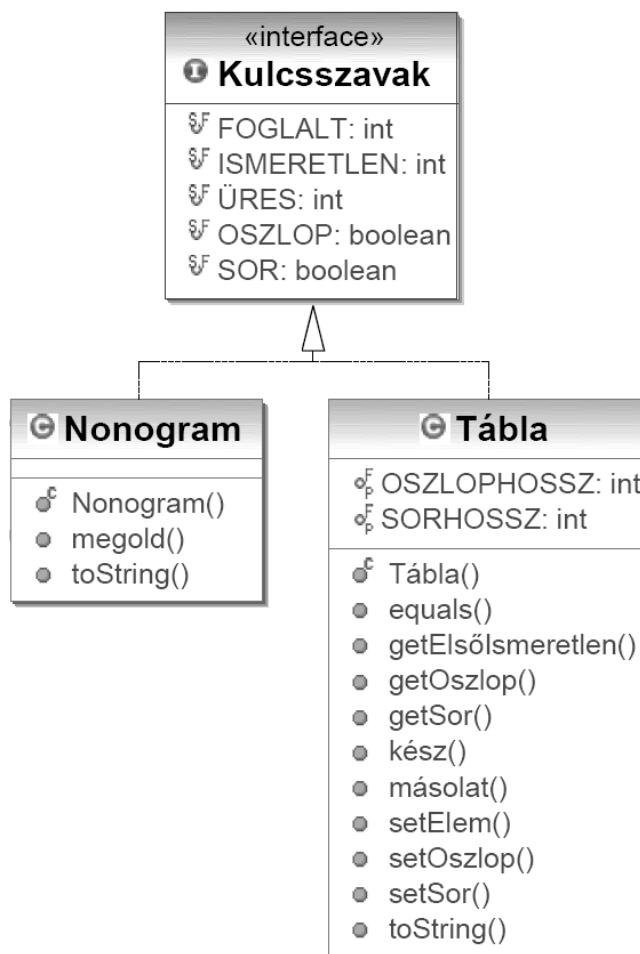 «interface»
Kulcsszavak
FOGLALT: int
ISMERETLEN: int
ÜRES: int
OSZLOP: boolean
SOR: boolean
Nonogram
Nonogram()
megold()
toString()
Tábla
OSZLOPHOSSZ: int
SORHOSSZ: int
Tábla()
equals()
getElsőIsmeretlen()
getOszlop()
getSor()
kész()
másolat()
setElem()
setOszlop()
setSor()
toString()